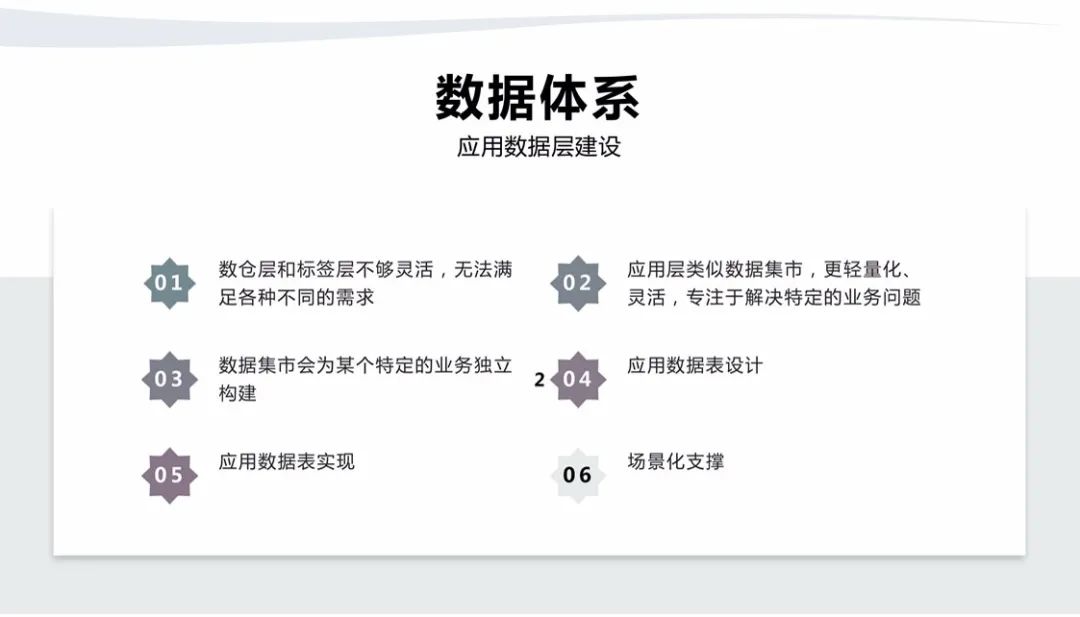 数据体系
应用数据层建设
01
数仓层和标签层不够灵活，无法满
足各种不同的需求
02
应用层类似数据集市，更轻量化、
灵活，专注于解决特定的业务问题
03
数据集市会为某个特定的业务独立
构建
2
04
应用数据表设计
05
应用数据表实现
06
场景化支撑